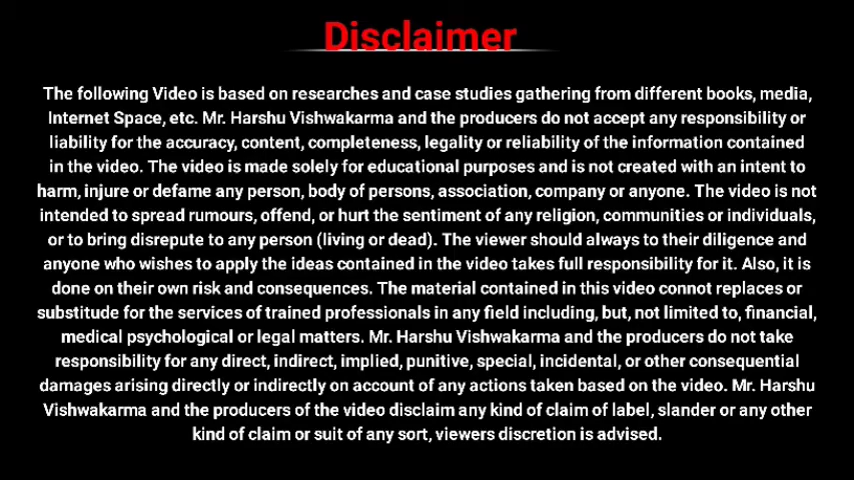 Disclaimer
The following Video is based on researches and case studies gathering from different books, media,
Internet Space, etc. Mr. Harshu Vishwakarma and the producers do not accept any responsibility or
liability for the accuracy, content, completeness, legality or reliability of the information contained
in the video. The video is made solely for educational purposes and is not created with an intent to
harm, injure or defame any person, body of persons, association, company or anyone. The video is not
intended to spread rumours, offend, or hurt the sentiment of any religion, communities or individuals,
or to bring disrepute to any person (living or dead). The viewer should always to their diligence and
anyone who wishes to apply the ideas contained in the video takes full responsibility for it. Also, it is
done on their own risk and consequences. The material contained in this video connot replaces or
substitude for the services of trained professionals in any field including, but, not limited to, financial,
medical psychological or legal matters. Mr. Harshu Vishwakarma and the producers do not take
responsibility for any direct, indirect, implied, punitive, special, incidental, or other consequential
damages arising directly or indirectly on account of any actions taken based on the video. Mr. Harshu
Vishwakarma and the producers of the video disclaim any kind of claim of label, slander or any other
kind of claim or suit of any sort, viewers discretion is advised.